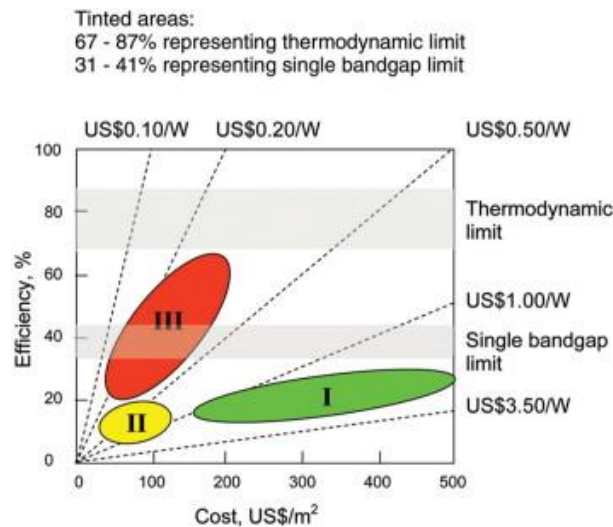 Tinted areas:
67 - 87% representing thermodynamic limit
31 - 41% representing single bandgap limit
US$0.10/W US$0.20/W US$0.50/W
100
80
60
40
20
0
Efficiency, %
Thermodynamic
limit
US$1.00/W
Single bandgap
limit
US$3.50/W
III
II
I
0 100 200 300 400 500
Cost, US$/m²